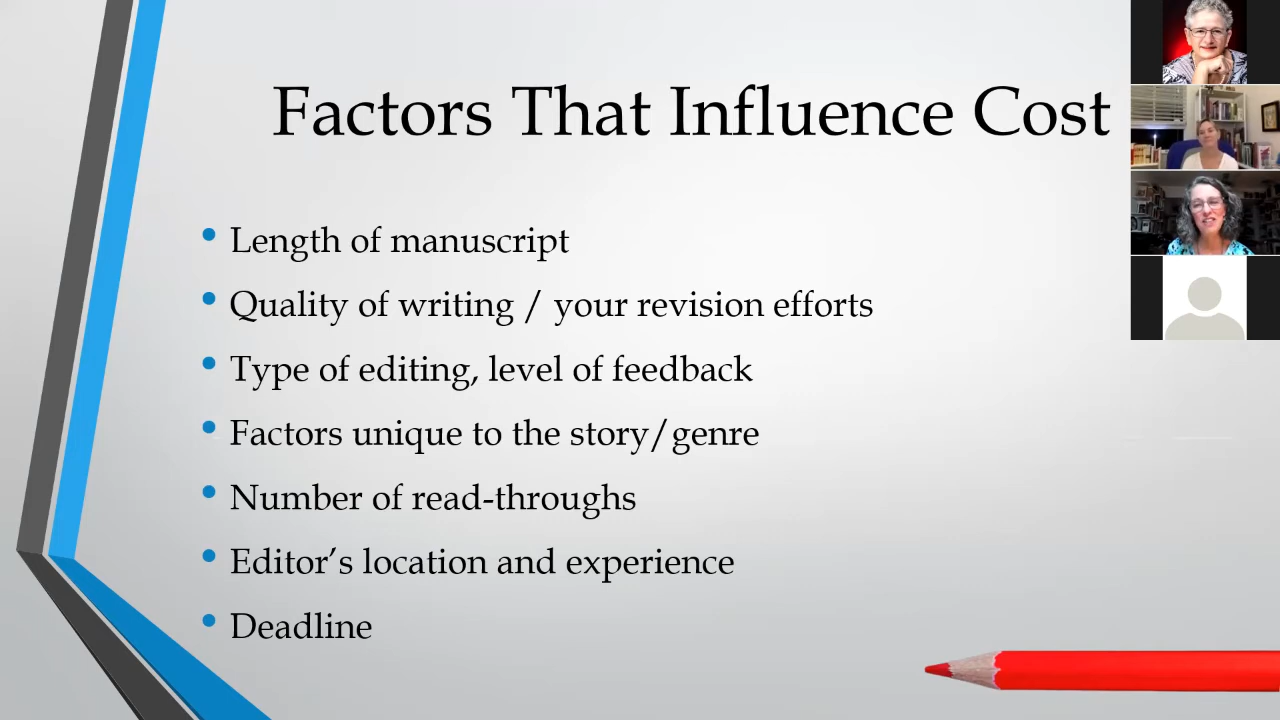 Factors That Influence Cost
Length of manuscript
Quality of writing / your revision efforts
Type of editing, level of feedback
Factors unique to the story/genre
Number of read-throughs
Editor’s location and experience
Deadline